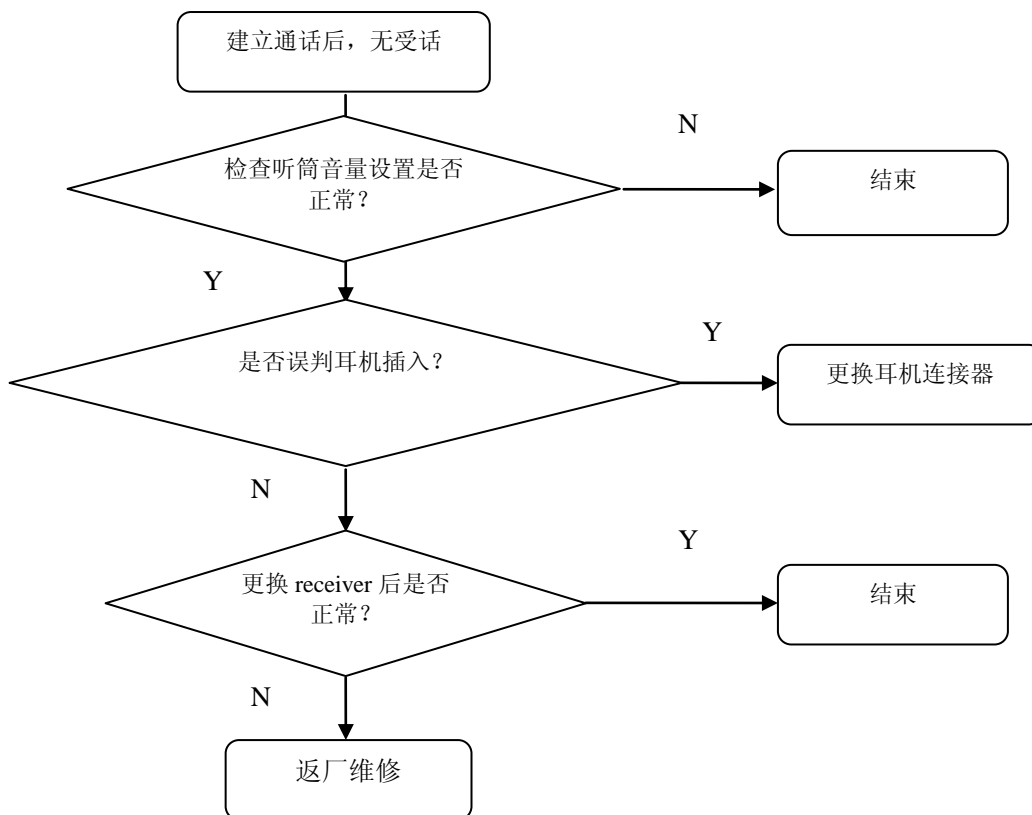 建立通话后，无受话
N
检查听筒音量设置是否
正常？
结束
Y
Y
是否误判耳机插入？
更换耳机连接器
N
Y
更换 receiver 后是否
正常？
结束
N
返厂维修